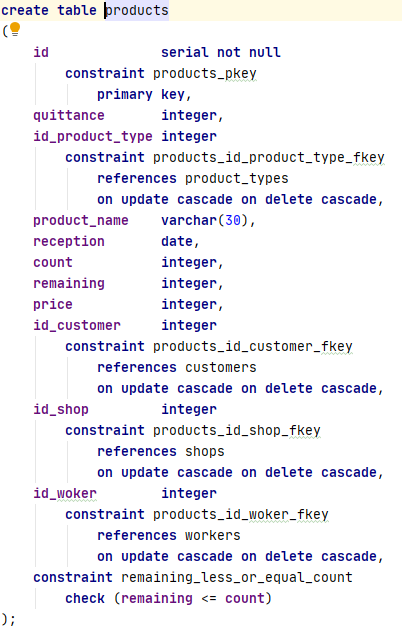 create table products
(
    id              serial not null
        constraint products_pkey
            primary key,
    quittance       integer,
    id_product_type integer
        constraint products_id_product_type_fkey
            references product_types
            on update cascade on delete cascade,
    product_name    varchar(30),
    reception       date,
    count           integer,
    remaining       integer,
    price           integer,
    id_customer     integer
        constraint products_id_customer_fkey
            references customers
            on update cascade on delete cascade,
    id_shop         integer
        constraint products_id_shop_fkey
            references shops
            on update cascade on delete cascade,
    id_woker        integer
        constraint products_id_woker_fkey
            references workers
            on update cascade on delete cascade,
    constraint remaining_less_or_equal_count
        check (remaining <= count)
);